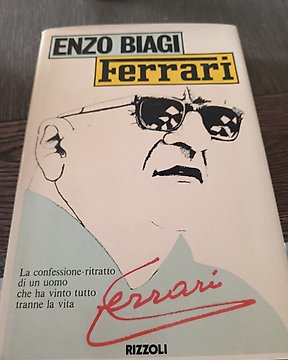 ENZO BIAGI
Ferrari
La confessione-ritratto
di un uomo
che ha vinto tutto
tranne la vita
Ferrari
RIZZOLI